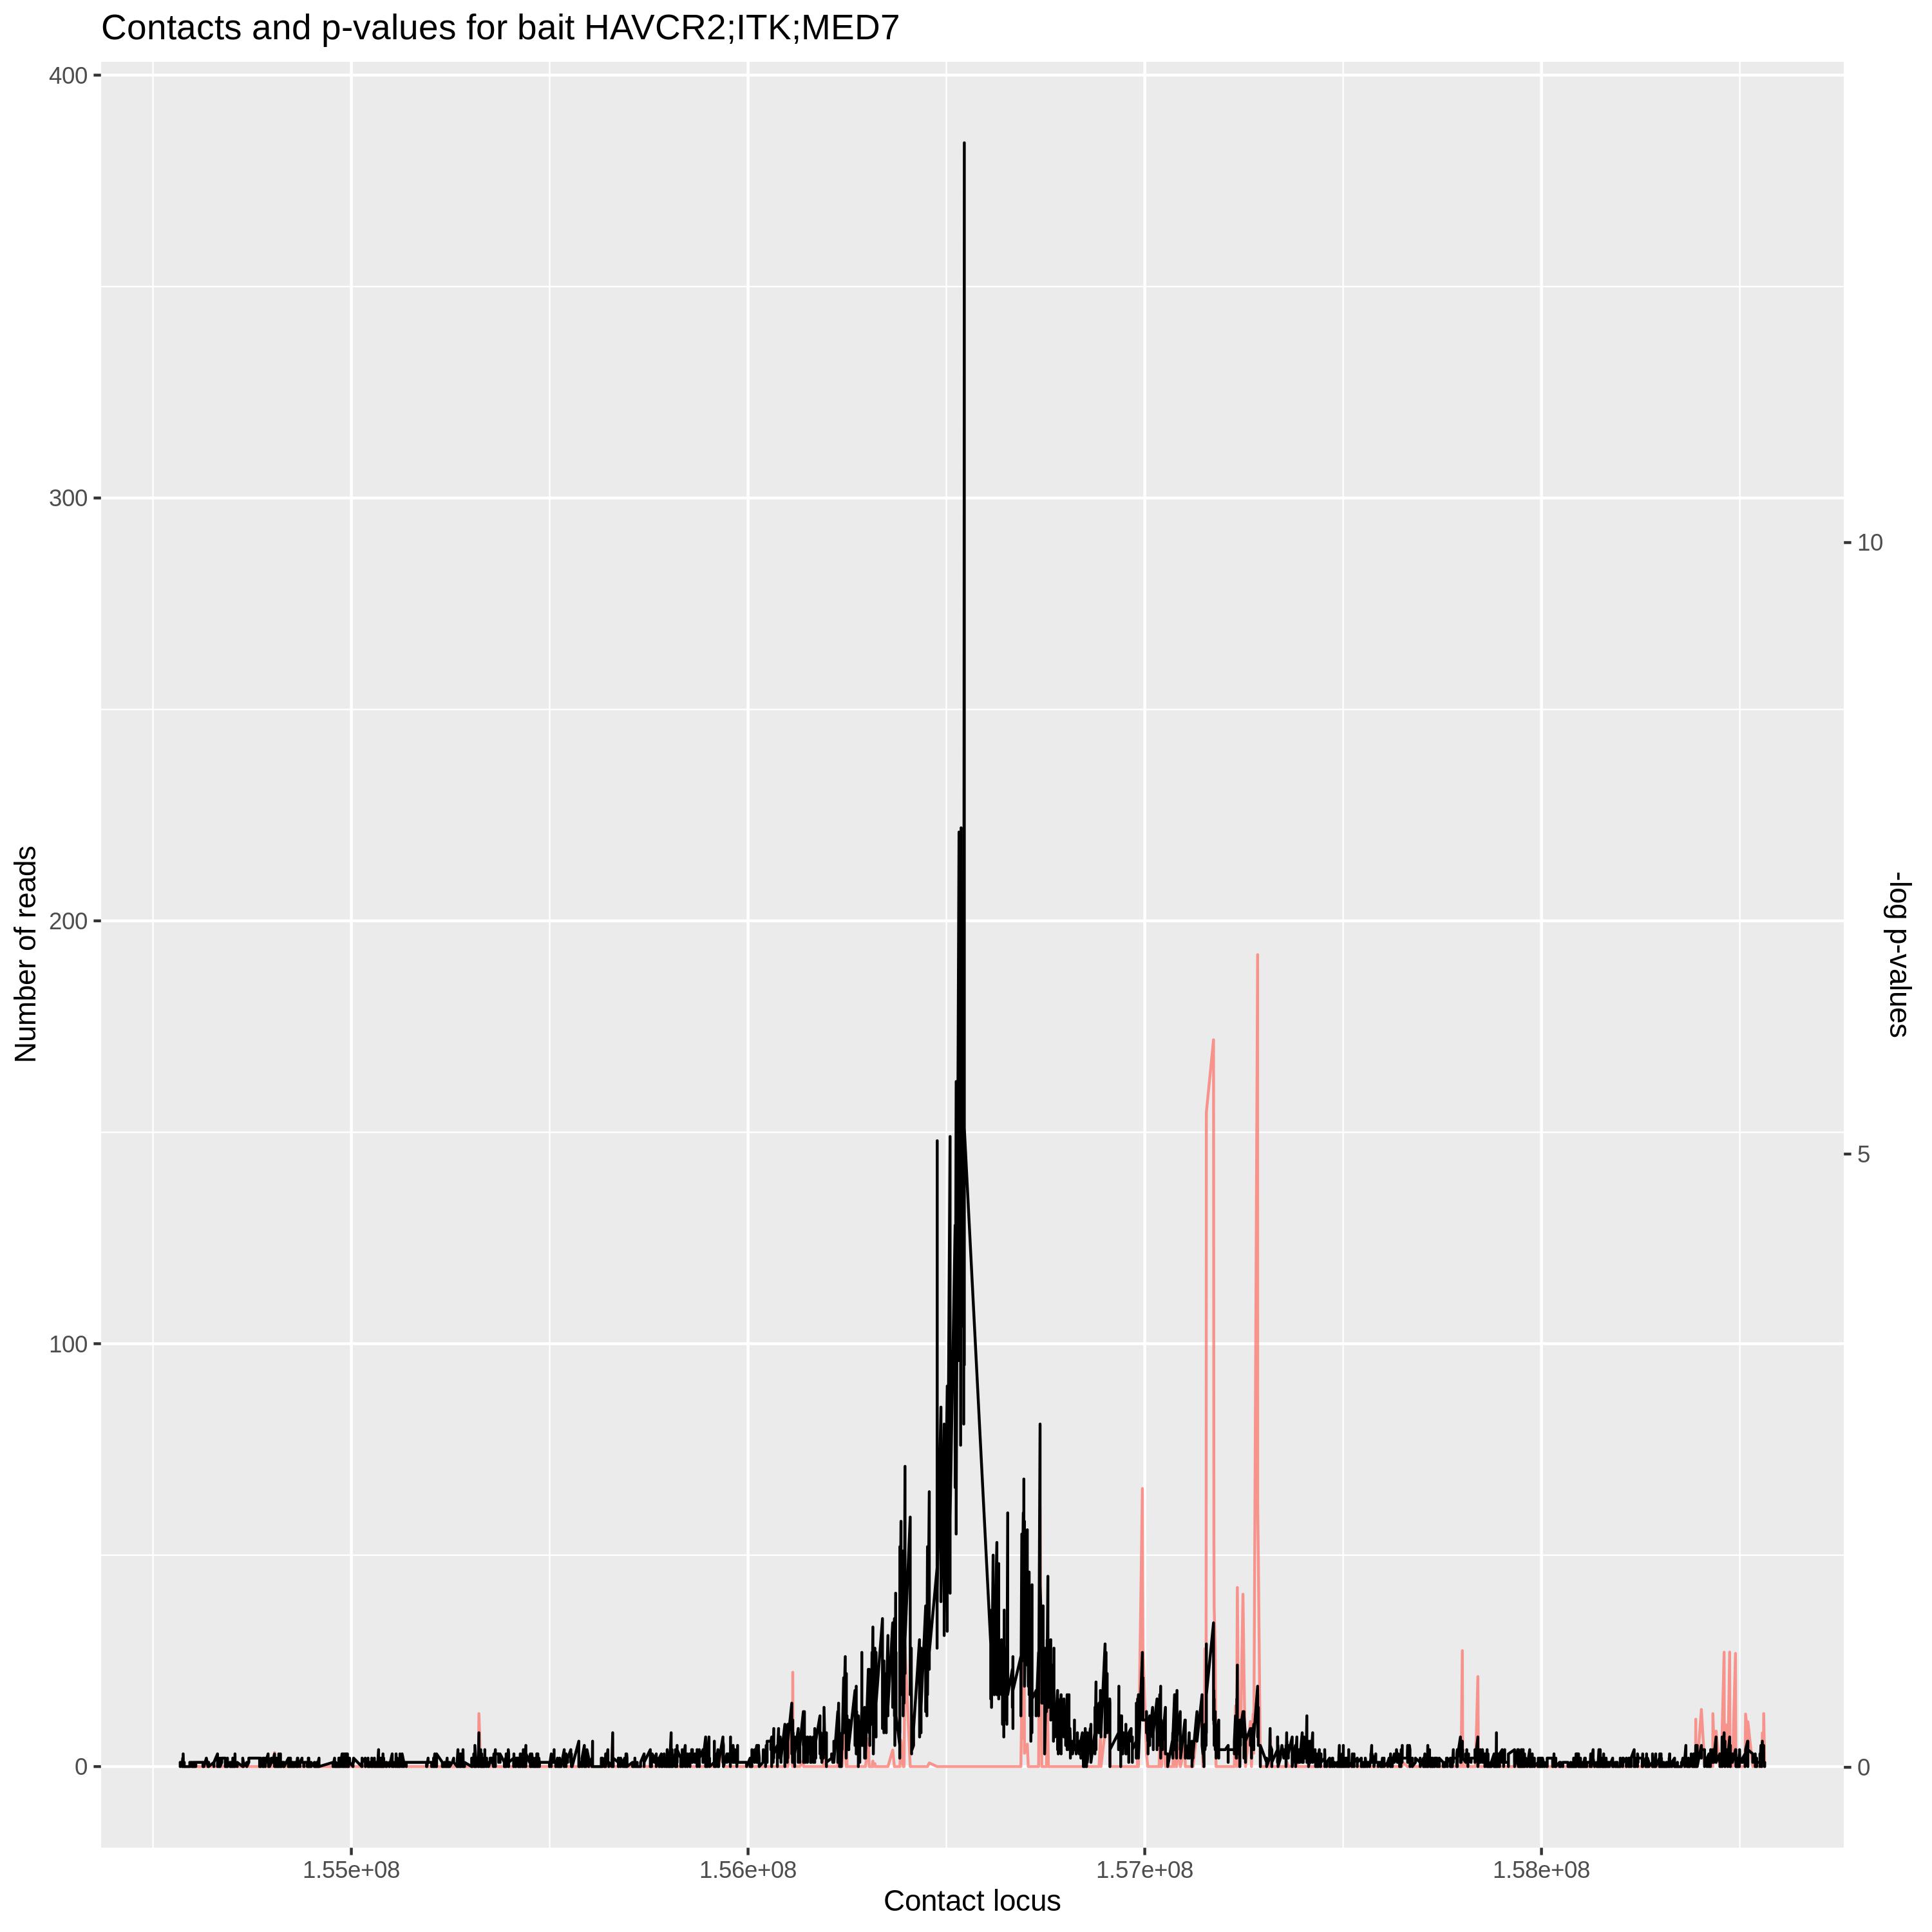 Contacts and p-values for bait HAVCR2;ITK;MED7
400
300
200
100
0
Number of reads
10
5
0
-log p-values
1.55e+08
1.56e+08
1.57e+08
1.58e+08
Contact locus